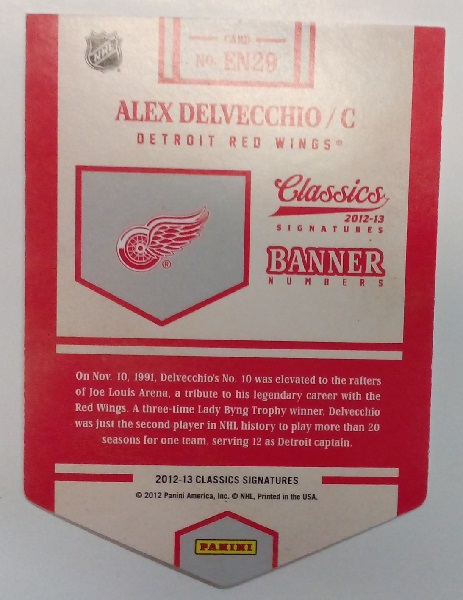 NHL
CARD
No. EN29
ALEX DELVECCHIO / C
DETROIT RED WINGS®
Classics
2012-13
SIGNATURES
BANNER
NUMBERS
®
On Nov. 10, 1991, Delvecchio's No. 10 was elevated to the rafters
of Joe Louis Arena, a tribute to his legendary career with the
Red Wings. A three-time Lady Byng Trophy winner, Delvecchio
was just the second player in NHL history to play more than 20
seasons for one team, serving 12 as Detroit captain.
2012-13 CLASSICS SIGNATURES
© 2012 Panini America, Inc. © NHL. Printed in the USA.
PANINI